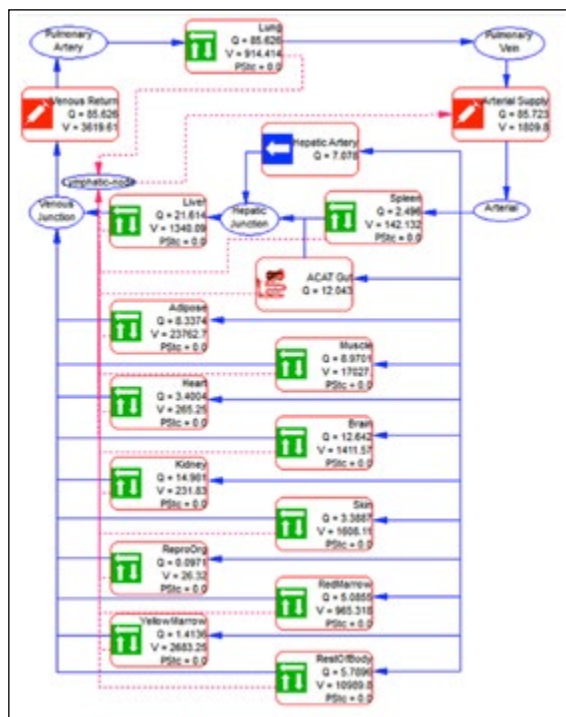 Pulmonary
Artery
Lung
Q = 85.626
V = 914.414
PStc = 0.0
Pulmonary
Vein
Venous Return
Q = 85.626
V = 3619.61
Arterial Supply
Q = 85.723
V = 1809.8
Hepatic Artery
Q = 7.078
Lymphatic-node
Venous
Junction
Liver
Q = 21.614
V = 1340.09
PStc = 0.0
Hepatic
Junction
Spleen
Q = 2.496
V = 142.132
PStc = 0.0
Arterial
ACAT Gut
Q = 12.043
Adipose
Q = 8.3374
V = 23762.7
PStc = 0.0
Muscle
Q = 8.9701
V = 17027
PStc = 0.0
Heart
Q = 3.4004
V = 265.25
PStc = 0.0
Brain
Q = 12.642
V = 1411.57
PStc = 0.0
Kidney
Q = 14.981
V = 231.83
PStc = 0.0
Skin
Q = 3.3887
V = 1608.11
PStc = 0.0
ReproOrg
Q = 0.0971
V = 26.32
PStc = 0.0
RedMarrow
Q = 5.0855
V = 965.318
PStc = 0.0
YellowMarrow
Q = 1.4136
V = 2683.25
PStc = 0.0
RestOfBody
Q = 5.7896
V = 10989.8
PStc = 0.0